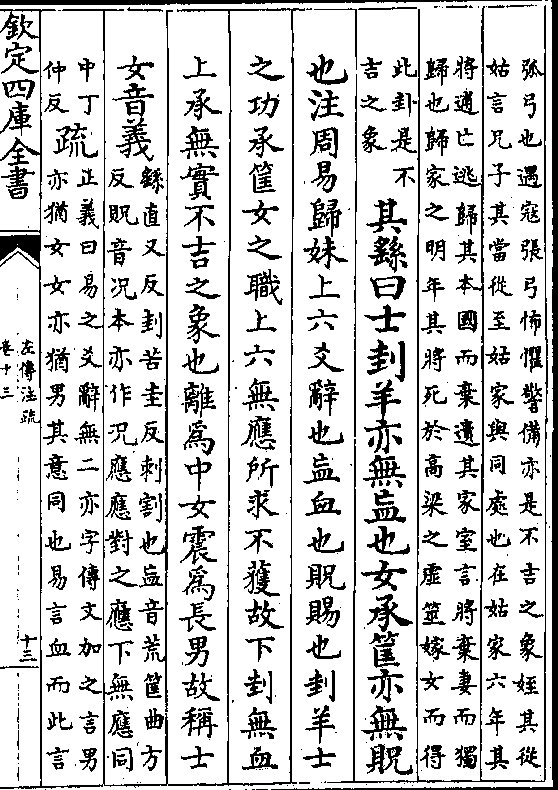 弧弓也遇寇張弓怖懼警備亦是不吉之象姪其從
姑言兄子其當從至姑家與同處也在姑家六年其
將逋亡逃歸其本國而棄遺其家室言將棄妻而獨
歸也歸家之明年其將死於高梁之虛筮嫁女而得
此卦是不
吉之象
其繇曰士刲羊亦無衁也女承筐亦無貺
也注周易歸妹上六爻辭也衁血也貺賜也刲羊士
之功承筐女之職上六無應所求不獲故下刲無血
上承無實不吉之象也離為中女震為長男故稱士
女音義
繇直又反刲苦圭反刺割也衁音荒筐曲方
反貺音况本亦作况應應對之應下無應同
中丁
仲反
疏
正義曰易之爻辭無二亦字傳文加之言男
亦猶女女亦猶男其意同也易言血而此言
欽定四庫全書
左傳注疏
卷十三
十三